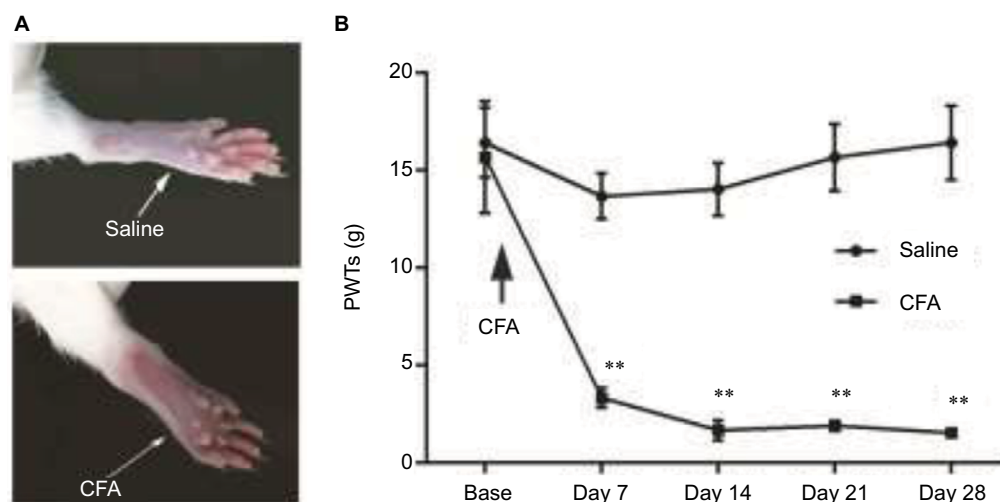 A
Saline
CFA
B
20
15
10
5
0
PWTs (g)
CFA
Saline
CFA
**
**
**
**
Base
Day 7
Day 14
Day 21
Day 28